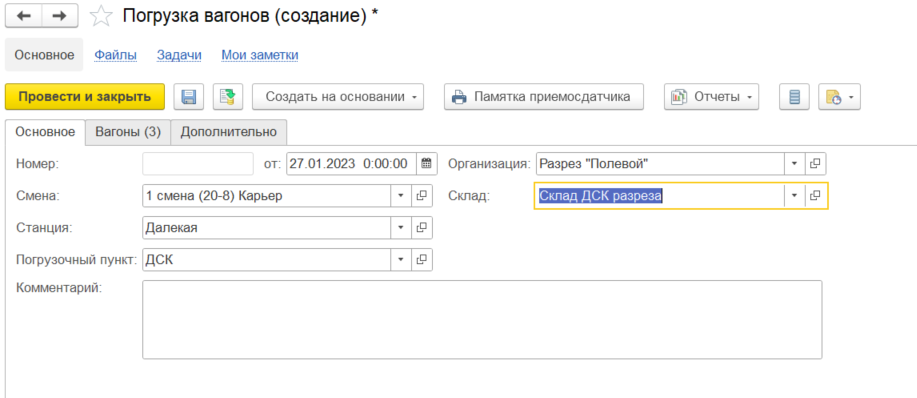 Погрузка вагонов (создание) *
Основное Файлы Задачи Мои заметки
Провести и закрыть Создать на основании Памятка приемосдатчика Отчеты
Основное Вагоны (3) Дополнительно
Номер: от: 27.01.2023 0:00:00 Организация: Разрез "Полевой"
Смена: 1 смена (20-8) Карьер Склад: Склад ДСК разреза
Станция: Далекая
Погрузочный пункт: ДСК
Комментарий: